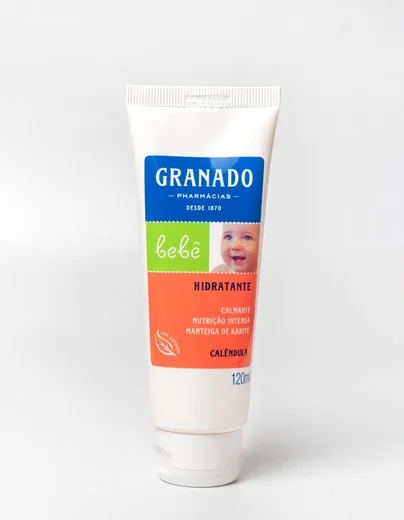 GRANADO
PHARMÁCIAS
DESDE 1870
bebê
HIDRATANTE
CALMANTE
NUTRIÇÃO INTENSA
MANTEIGA DE KARITÉ
CALÊNDULA
120ml